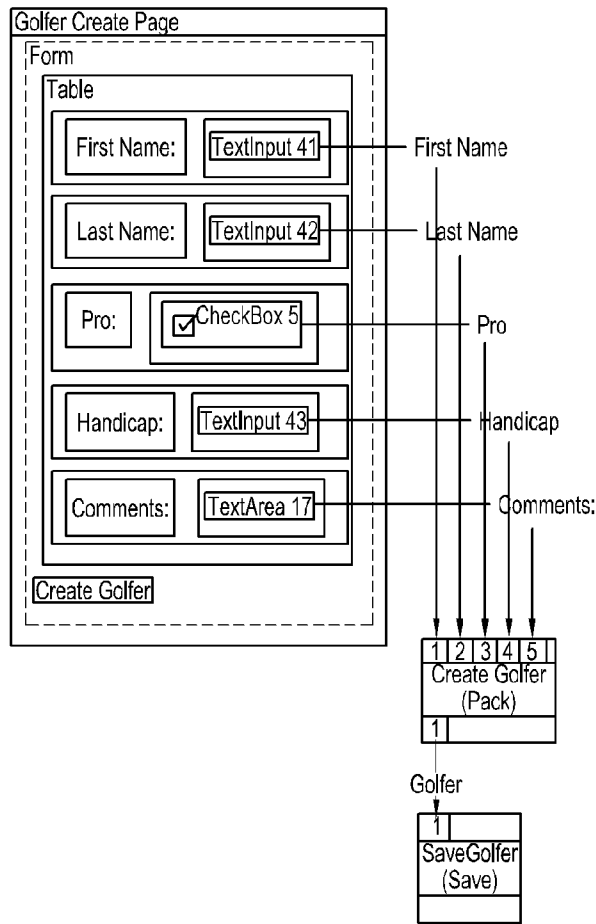 Golfer Create Page
Form
Table
First Name: TextInput 41 First Name
Last Name: TextInput 42 Last Name
Pro: CheckBox 5 Pro
Handicap: TextInput 43 Handicap
Comments: TextArea 17 Comments:
Create Golfer
1 2 3 4 5
Create Golfer
(Pack)
1
Golfer
1
SaveGolfer
(Save)